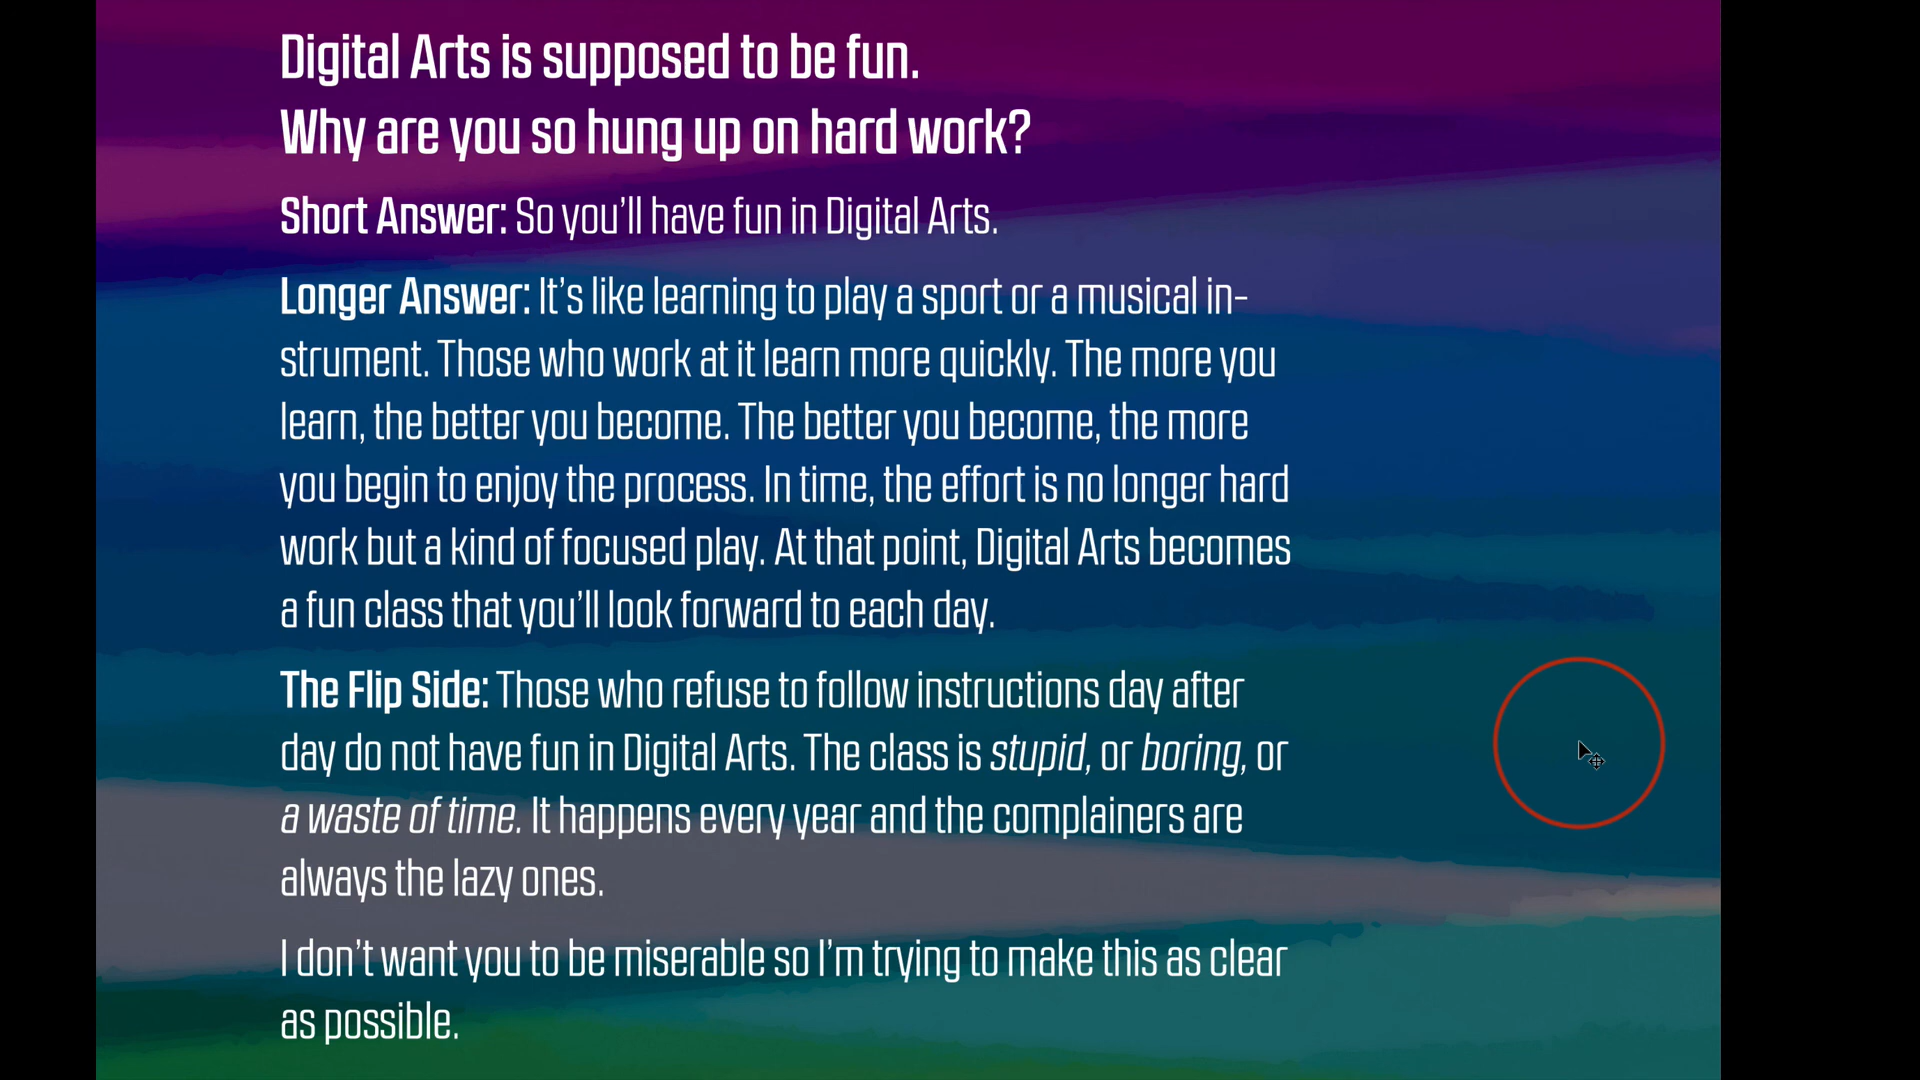 Digital Arts is supposed to be fun.
Why are you so hung up on hard work?
Short Answer: So you’ll have fun in Digital Arts.
Longer Answer: It’s like learning to play a sport or a musical in-
strument. Those who work at it learn more quickly. The more you
learn, the better you become. The better you become, the more
you begin to enjoy the process. In time, the effort is no longer hard
work but a kind of focused play. At that point, Digital Arts becomes
a fun class that you’ll look forward to each day.
The Flip Side: Those who refuse to follow instructions day after
day do not have fun in Digital Arts. The class is stupid, or boring, or
a waste of time. It happens every year and the complainers are
always the lazy ones.
I don’t want you to be miserable so I’m trying to make this as clear
as possible.